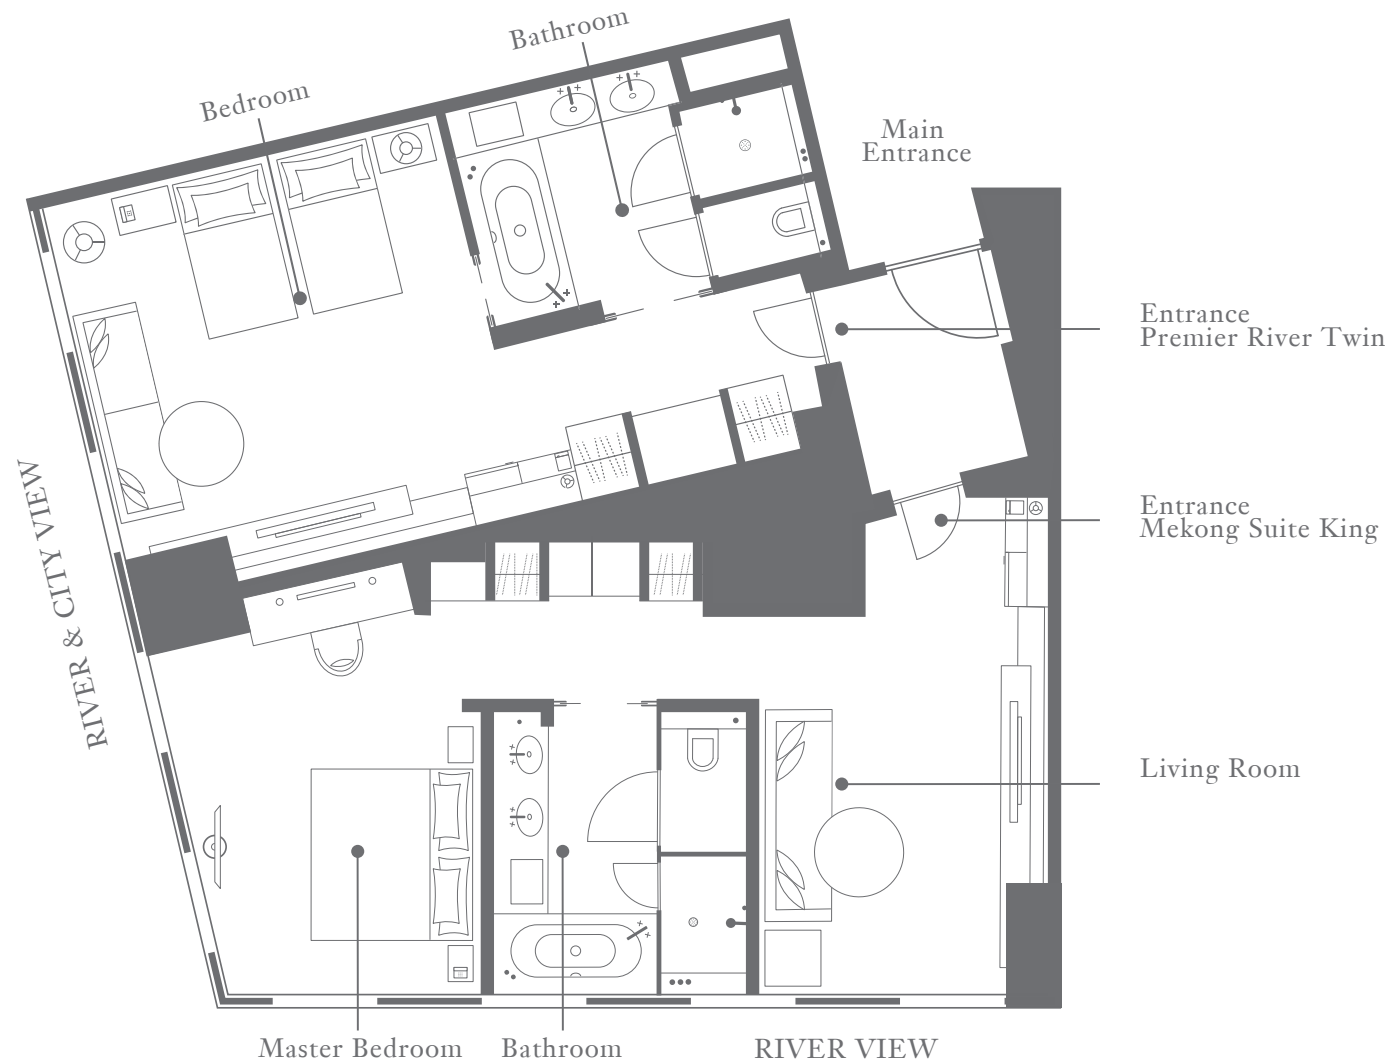 Bathroom
Bedroom
Main
Entrance
Entrance
Premier River Twin
RIVER & CITY VIEW
Entrance
Mekong Suite King
Living Room
Master Bedroom
Bathroom
RIVER VIEW